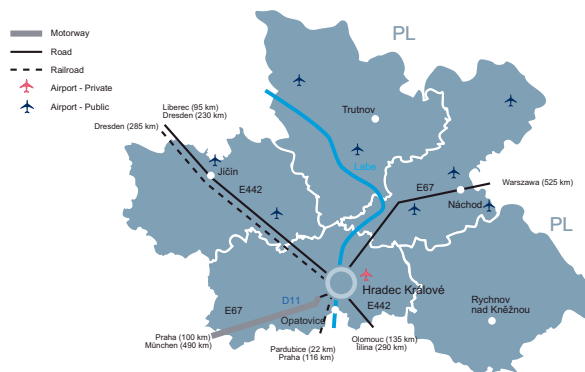 Motorway
Road
Railroad
Airport - Private
Airport - Public
PL
Liberec (95 km)
Dresden (230 km)
Dresden (285 km)
Trutnov
Labe
Jičín
E442
E67
Warszawa (525 km)
Náchod
PL
Hradec Králové
D11
E67
E442
Opatovice
Rychnov
nad Kněžnou
Praha (100 km)
München (490 km)
Pardubice (22 km)
Praha (116 km)
Olomouc (135 km)
Îilina (290 km)